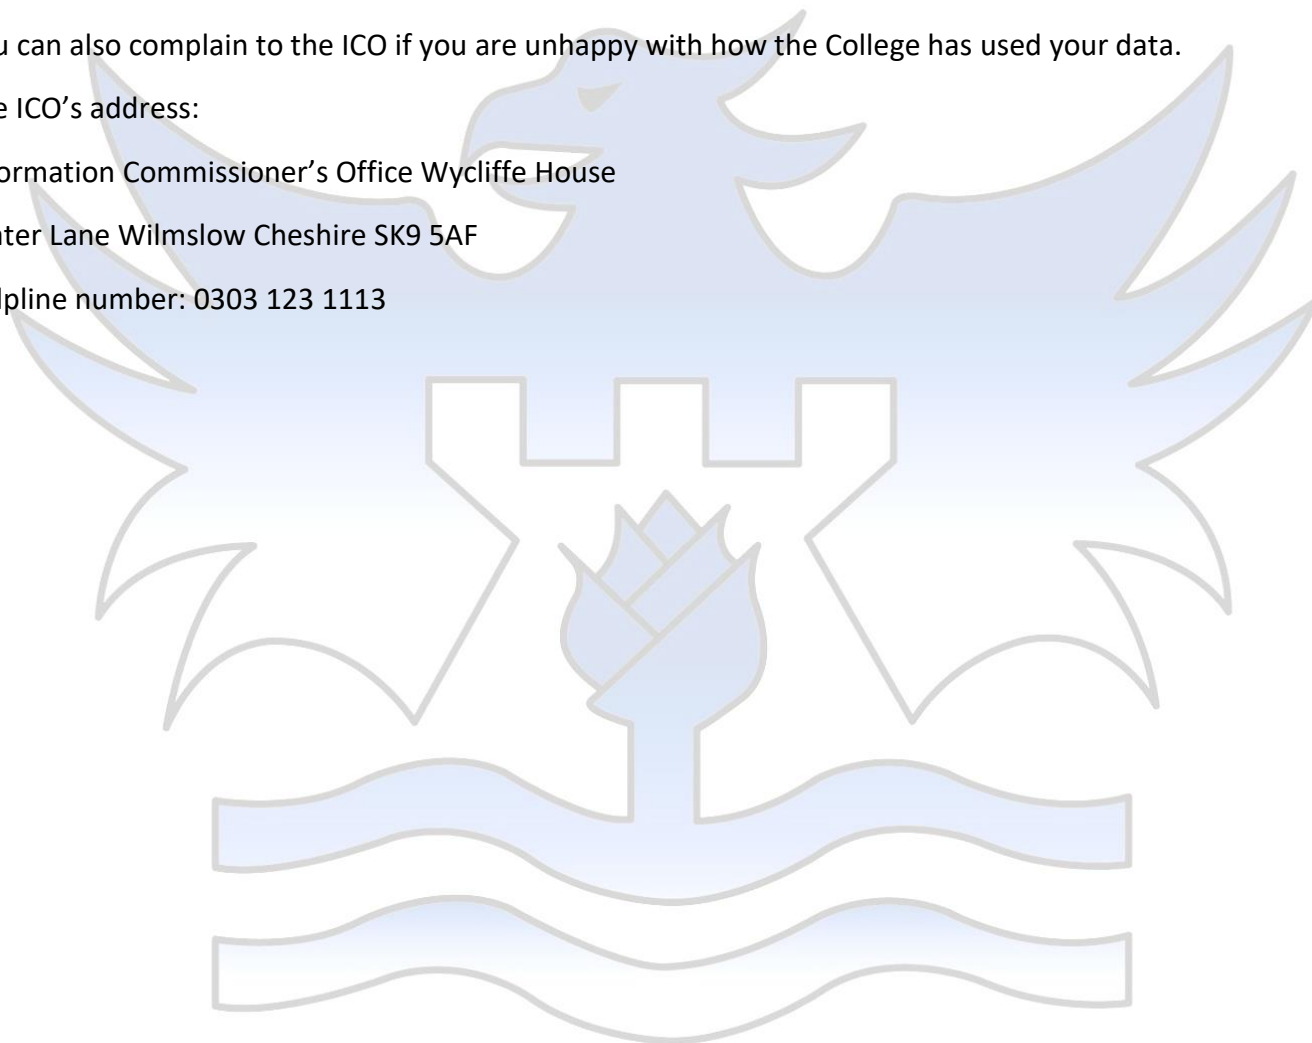 u can also complain to the ICO if you are unhappy with how the College has used your data.
e ICO’s address:
ormation Commissioner’s Office Wycliffe House
ater Lane Wilmslow Cheshire SK9 5AF
lpline number: 0303 123 1113